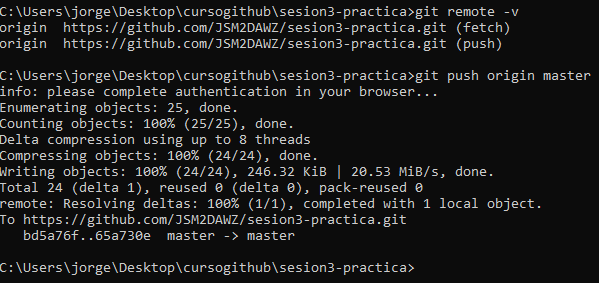 C:\Users\jorge\Desktop\cursogithub\sesion3-practica>git remote -v
origin  https://github.com/JSM2DAWZ/sesion3-practica.git (fetch)
origin  https://github.com/JSM2DAWZ/sesion3-practica.git (push)
C:\Users\jorge\Desktop\cursogithub\sesion3-practica>git push origin master
info: please complete authentication in your browser...
Enumerating objects: 25, done.
Counting objects: 100% (25/25), done.
Delta compression using up to 8 threads
Compressing objects: 100% (24/24), done.
Writing objects: 100% (24/24), 246.32 KiB | 20.53 MiB/s, done.
Total 24 (delta 1), reused 0 (delta 0), pack-reused 0
remote: Resolving deltas: 100% (1/1), completed with 1 local object.
To https://github.com/JSM2DAWZ/sesion3-practica.git
   bd5a76f..65a730e  master -> master
C:\Users\jorge\Desktop\cursogithub\sesion3-practica>